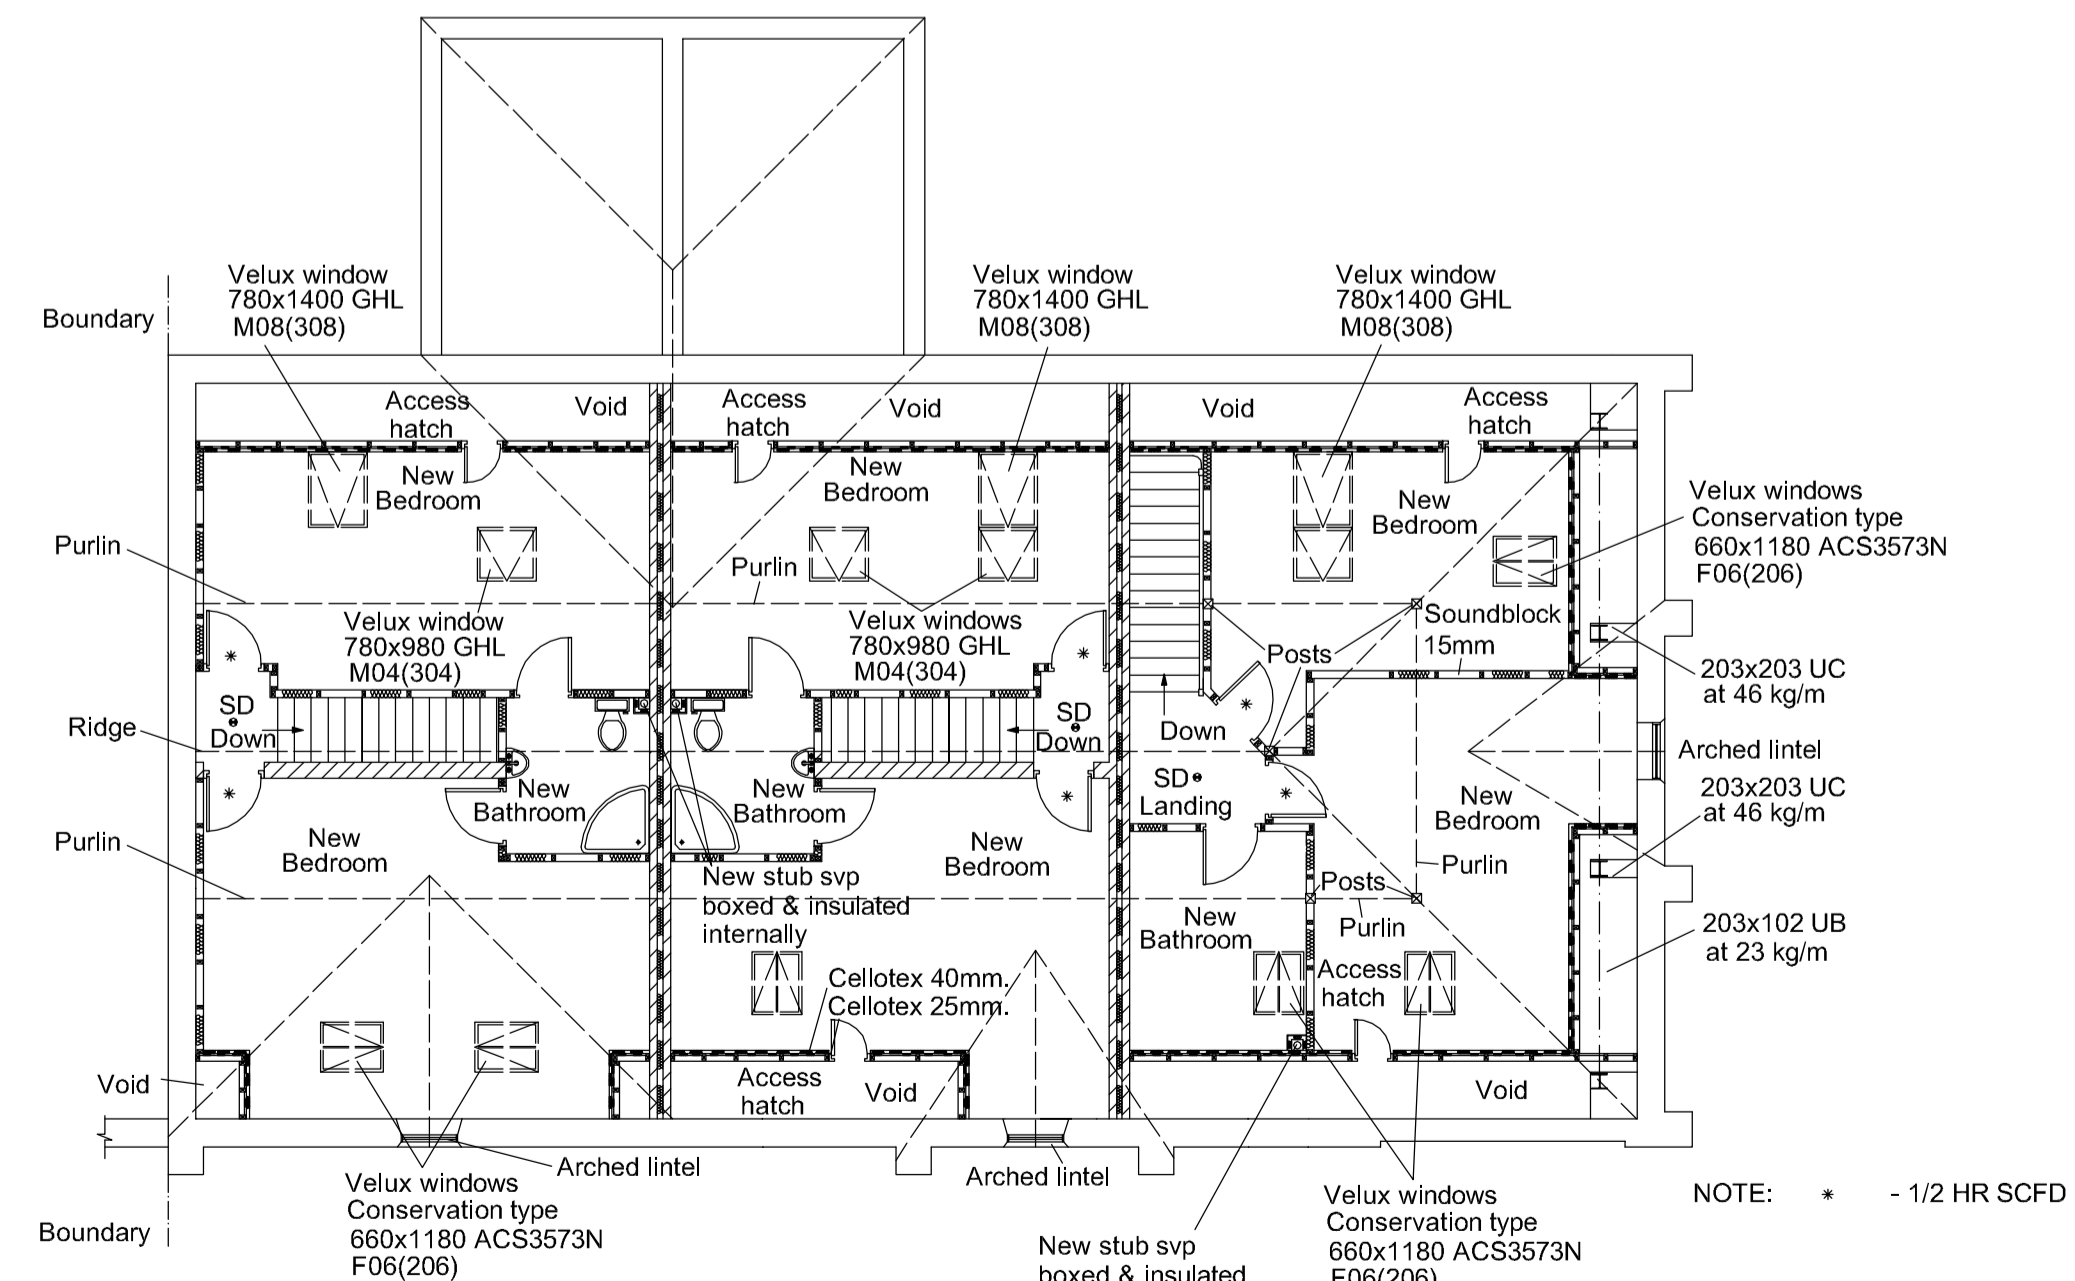 Velux window
780x1400 GHL
M08(308)
Velux window
780x1400 GHL
M08(308)
Velux window
780x1400 GHL
M08(308)
Boundary
Access
hatch
Void
Access
hatch
Void
Void
Access
hatch
New
Bedroom
New
Bedroom
New
Bedroom
Velux windows
Conservation type
660x1180 ACS3573N
F06(206)
Purlin
Purlin
Velux window
780x980 GHL
M04(304)
Velux windows
780x980 GHL
M04(304)
Soundblock
15mm
Posts
203x203 UC
at 46 kg/m
SD
Down
SD
Down
Down
Ridge
Arched lintel
SD
Landing
203x203 UC
at 46 kg/m
New
Bathroom
New
Bathroom
New
Bedroom
Purlin
New
Bedroom
New
Bedroom
Purlin
New stub svp
boxed & insulated
internally
Posts
Purlin
New
Bathroom
203x102 UB
at 23 kg/m
Access
hatch
Cellotex 40mm.
Cellotex 25mm.
Void
Access
hatch
Void
Void
Arched lintel
Arched lintel
Velux windows
Conservation type
660x1180 ACS3573N
F06(206)
Velux windows
Conservation type
660x1180 ACS3573N
F06(206)
NOTE: * - 1/2 HR SCFD
Boundary
New stub svp
boxed & insulated